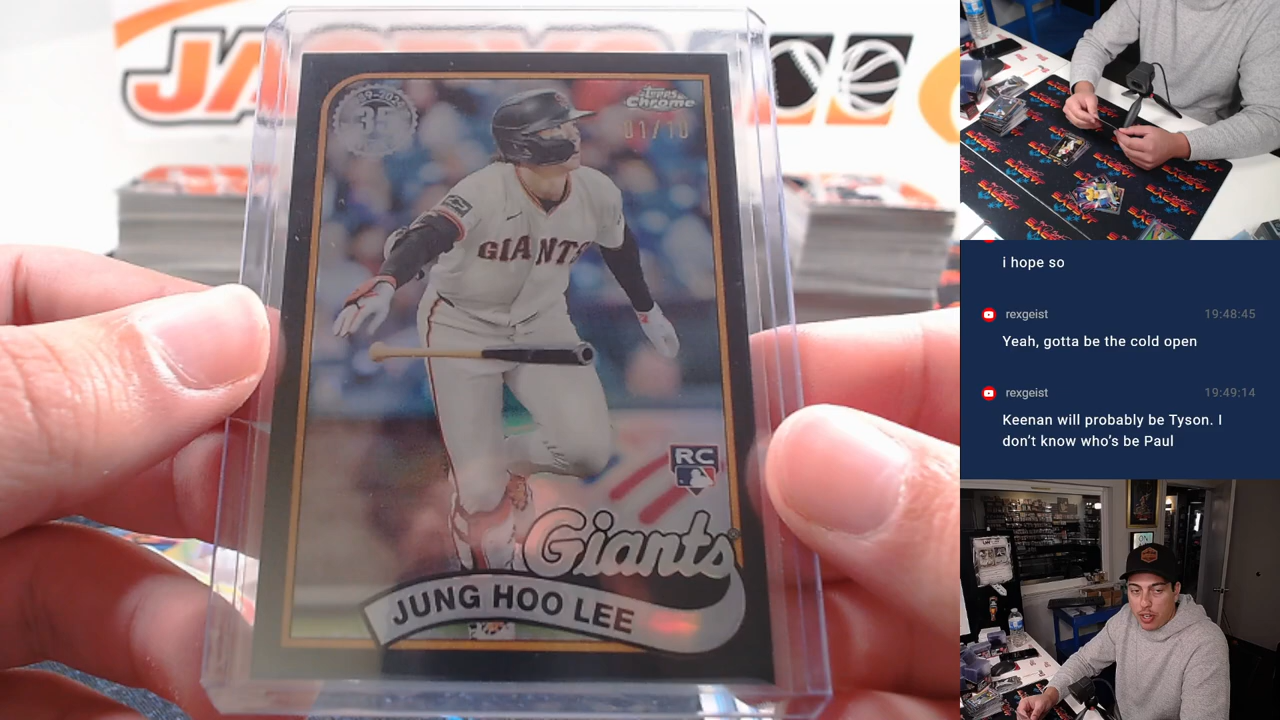 Topps
Chrome
01/10
35
GIANTS
RC
Giants
JUNG HOO LEE
i hope so
rexgeist 19:48:45
Yeah, gotta be the cold open
rexgeist 19:49:14
Keenan will probably be Tyson. I
don't know who's be Paul